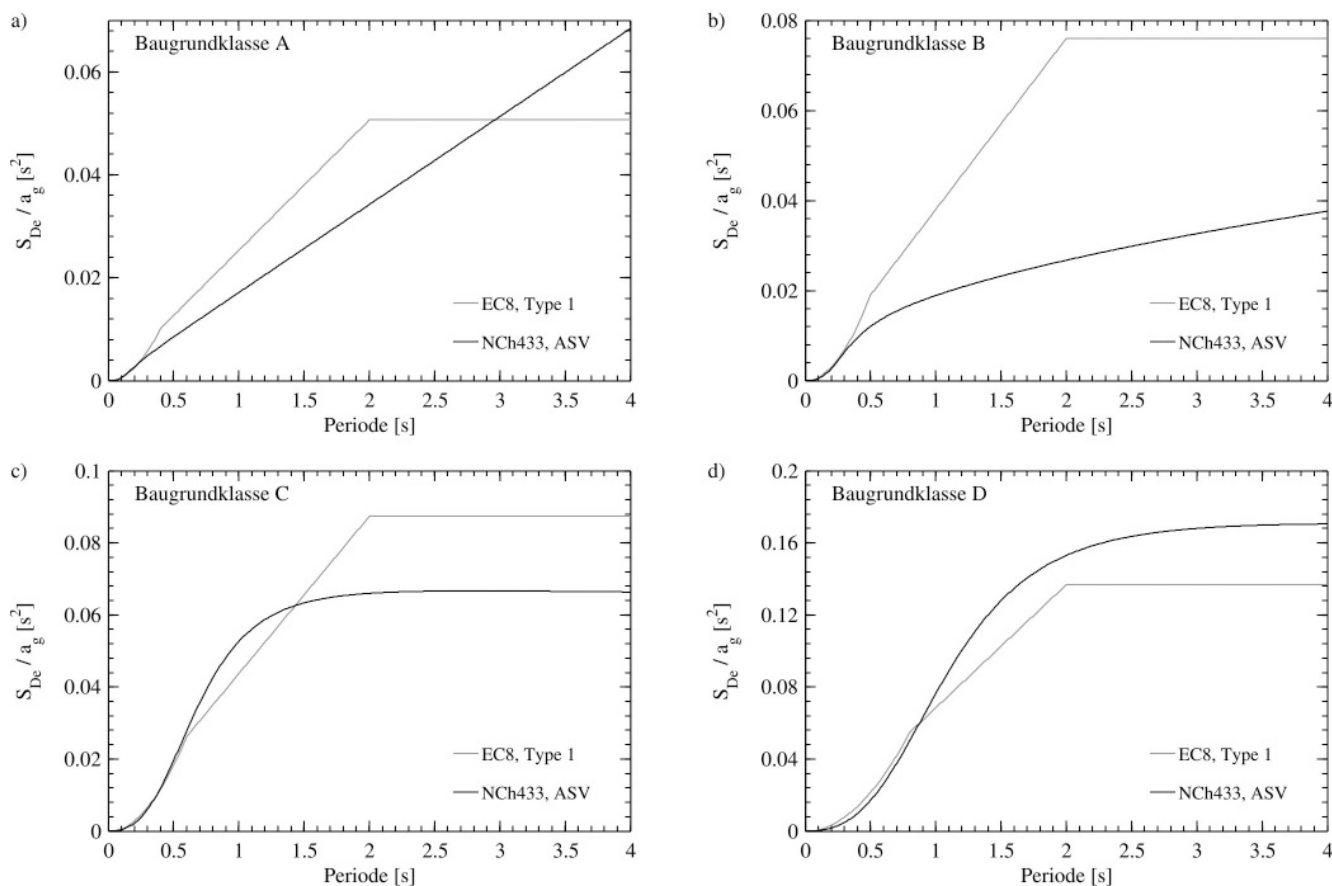 a)
Baugrundklasse A
0.06
0.04
0.02
0
S_De / a_g [s²]
EC8, Type 1
NCh433, ASV
0 0.5 1 1.5 2 2.5 3 3.5 4
Periode [s]
b)
Baugrundklasse B
0.08
0.06
0.04
0.02
0
S_De / a_g [s²]
EC8, Type 1
NCh433, ASV
0 0.5 1 1.5 2 2.5 3 3.5 4
Periode [s]
c)
Baugrundklasse C
0.1
0.08
0.06
0.04
0.02
0
S_De / a_g [s²]
EC8, Type 1
NCh433, ASV
0 0.5 1 1.5 2 2.5 3 3.5 4
Periode [s]
d)
Baugrundklasse D
0.2
0.16
0.12
0.08
0.04
0
S_De / a_g [s²]
EC8, Type 1
NCh433, ASV
0 0.5 1 1.5 2 2.5 3 3.5 4
Periode [s]